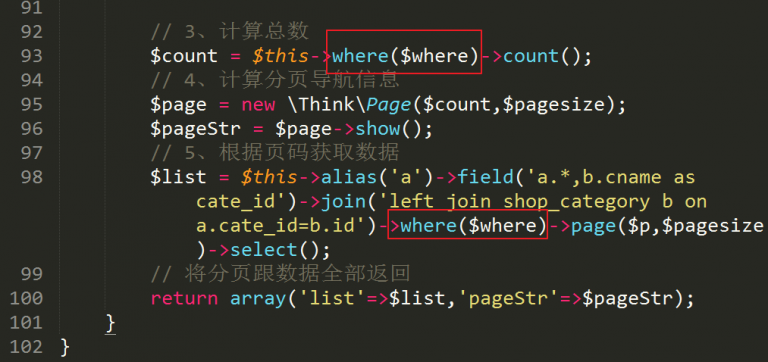 91
92 // 3、计算总数
93 $count = $this->where($where)->count();
94 // 4、计算分页导航信息
95 $page = new \Think\Page($count,$pagesize);
96 $pageStr = $page->show();
97 // 5、根据页码获取数据
98 $list = $this->alias('a')->field('a.*,b.cname as
cate_id')->join('left join shop_category b on
a.cate_id=b.id')->where($where)->page($p,$pagesize
)->select();
99 // 将分页跟数据全部返回
100 return array('list'=>$list,'pageStr'=>$pageStr);
101 }
102 }